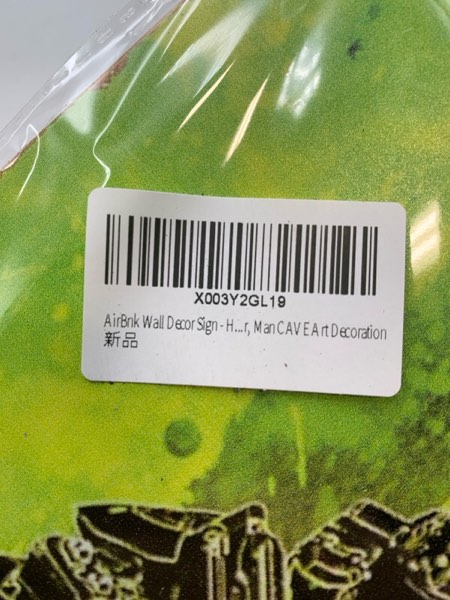 X003Y2GL19
AirBnk Wall Decor Sign - H...r, Man CAVE Art Decoration
新品